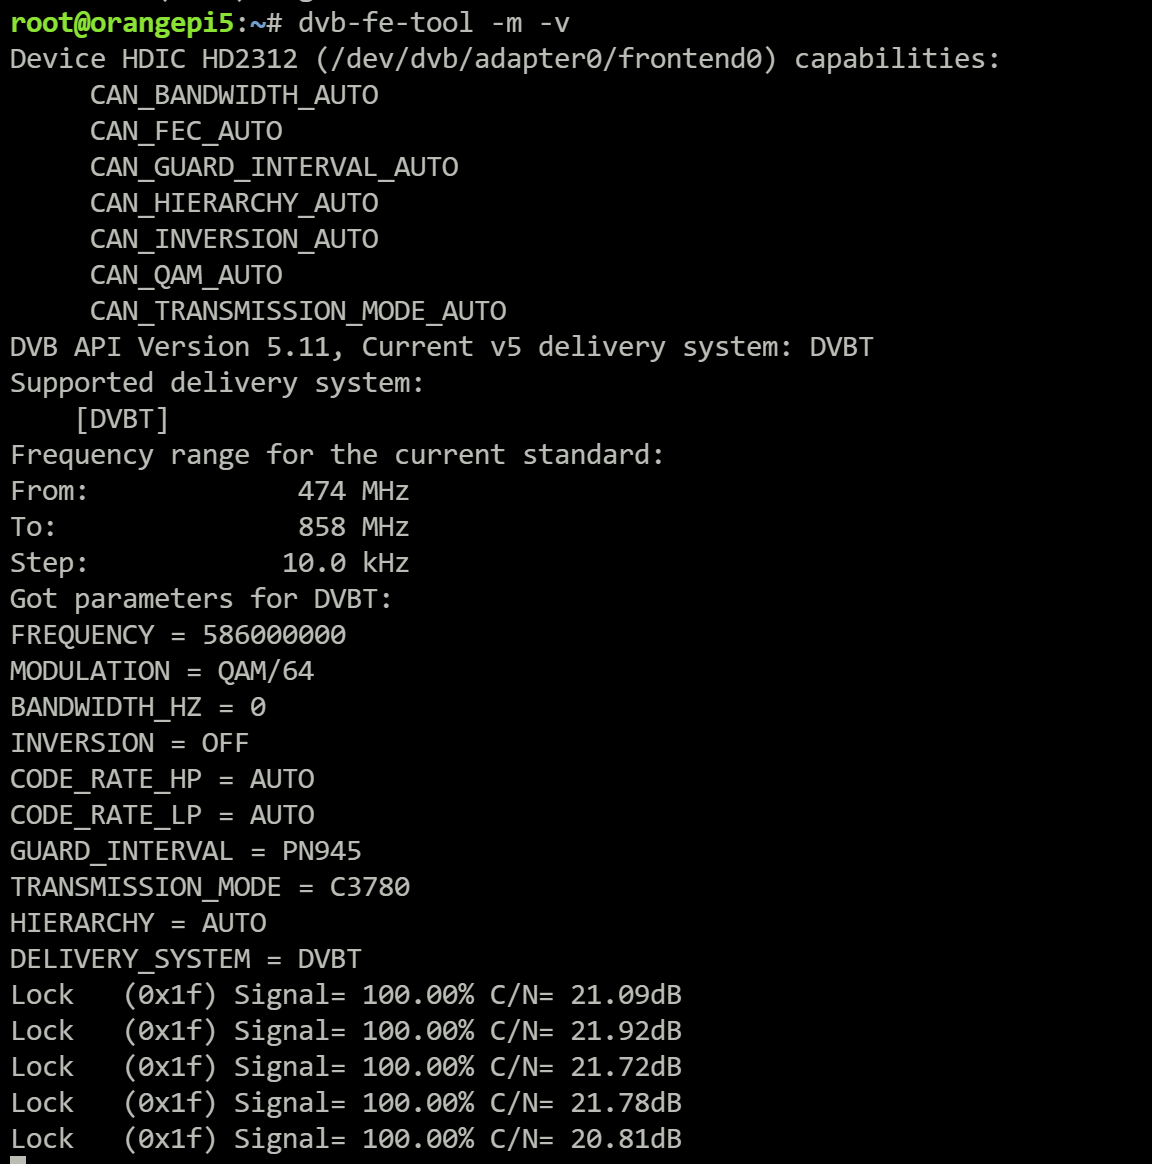 root@orangepi5:~# dvb-fe-tool -m -v
Device HDIC HD2312 (/dev/dvb/adapter0/frontend0) capabilities:
     CAN_BANDWIDTH_AUTO
     CAN_FEC_AUTO
     CAN_GUARD_INTERVAL_AUTO
     CAN_HIERARCHY_AUTO
     CAN_INVERSION_AUTO
     CAN_QAM_AUTO
     CAN_TRANSMISSION_MODE_AUTO
DVB API Version 5.11, Current v5 delivery system: DVBT
Supported delivery system:
    [DVBT]
Frequency range for the current standard:
From:             474 MHz
To:               858 MHz
Step:            10.0 kHz
Got parameters for DVBT:
FREQUENCY = 586000000
MODULATION = QAM/64
BANDWIDTH_HZ = 0
INVERSION = OFF
CODE_RATE_HP = AUTO
CODE_RATE_LP = AUTO
GUARD_INTERVAL = PN945
TRANSMISSION_MODE = C3780
HIERARCHY = AUTO
DELIVERY_SYSTEM = DVBT
Lock   (0x1f) Signal= 100.00% C/N= 21.09dB
Lock   (0x1f) Signal= 100.00% C/N= 21.92dB
Lock   (0x1f) Signal= 100.00% C/N= 21.72dB
Lock   (0x1f) Signal= 100.00% C/N= 21.78dB
Lock   (0x1f) Signal= 100.00% C/N= 20.81dB